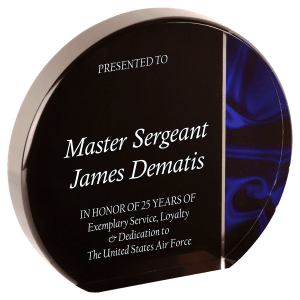 PRESENTED TO
Master Sergeant
James Dematis
IN HONOR OF 25 YEARS OF
Exemplary Service, Loyalty
& Dedication to
The United States Air Force